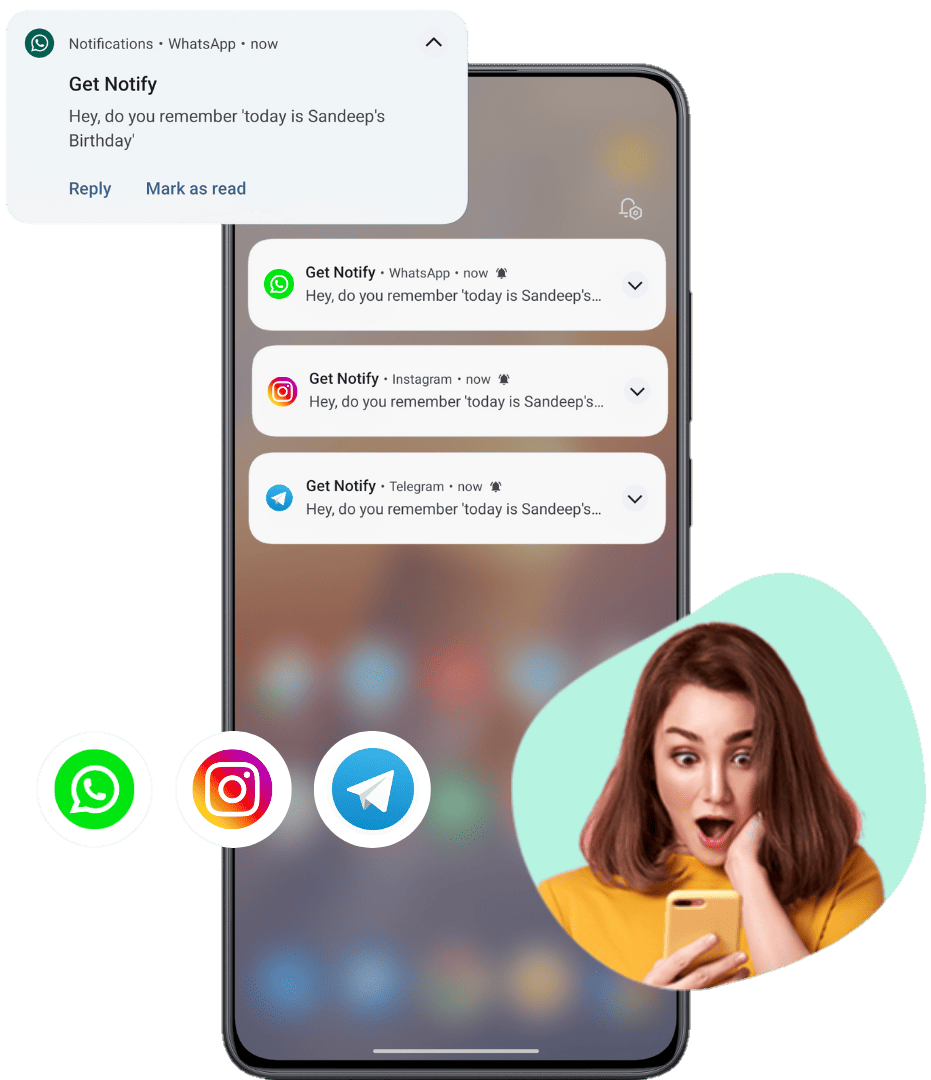 Notifications • WhatsApp • now
Get Notify
Hey, do you remember 'today is Sandeep's
Birthday'
Reply Mark as read
Get Notify • WhatsApp • now
Hey, do you remember 'today is Sandeep's...
Get Notify • Instagram • now
Hey, do you remember 'today is Sandeep's...
Get Notify • Telegram • now
Hey, do you remember 'today is Sandeep's...